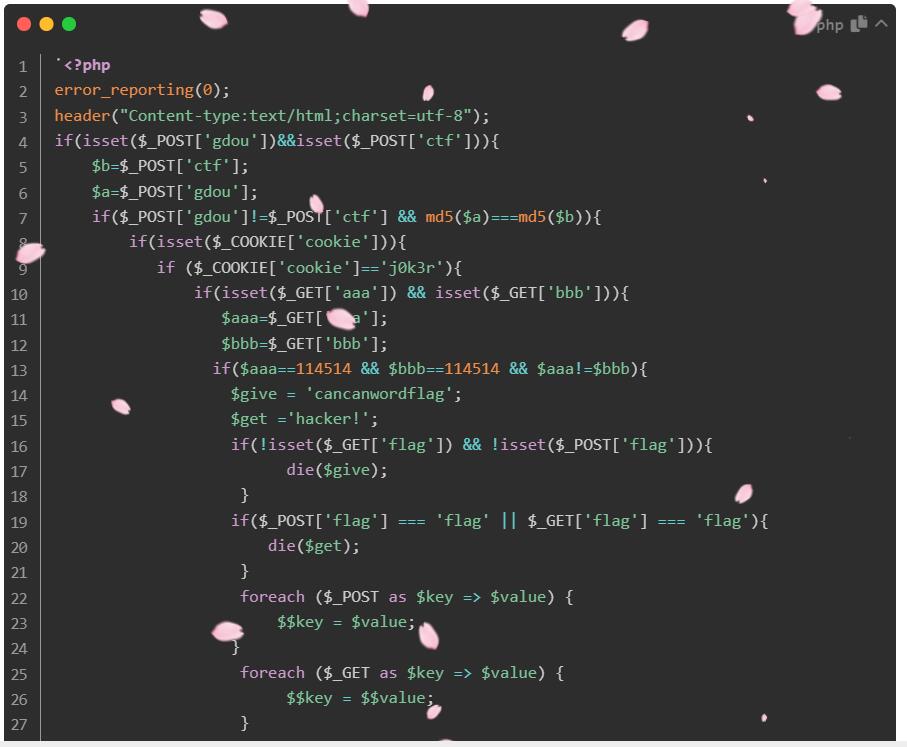 php
1 `<?php
2 error_reporting(0);
3 header("Content-type:text/html;charset=utf-8");
4 if(isset($_POST['gdou'])&&isset($_POST['ctf'])){
5 $b=$_POST['ctf'];
6 $a=$_POST['gdou'];
7 if($_POST['gdou']!=$_POST['ctf'] && md5($a)===md5($b)){
8 if(isset($_COOKIE['cookie'])){
9 if ($_COOKIE['cookie']=='j0k3r'){
10 if(isset($_GET['aaa']) && isset($_GET['bbb'])){
11 $aaa=$_GET['aaa'];
12 $bbb=$_GET['bbb'];
13 if($aaa==114514 && $bbb==114514 && $aaa!=$bbb){
14 $give = 'cancanwordflag';
15 $get ='hacker!';
16 if(!isset($_GET['flag']) && !isset($_POST['flag'])){
17 die($give);
18 }
19 if($_POST['flag'] === 'flag' || $_GET['flag'] === 'flag'){
20 die($get);
21 }
22 foreach ($_POST as $key => $value) {
23 $$key = $value;
24 }
25 foreach ($_GET as $key => $value) {
26 $$key = $$value;
27 }